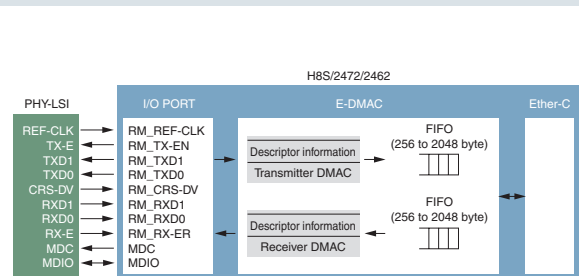 H8S/2472/2462
PHY-LSI
I/O PORT
E-DMAC
Ether-C
REF-CLK
TX-E
TXD1
TXD0
CRS-DV
RXD1
RXD0
RX-E
MDC
MDIO
RM_REF-CLK
RM_TX-EN
RM_TXD1
RM_TXD0
RM_CRS-DV
RM_RXD1
RM_RXD0
RM_RX-ER
MDC
MDIO
Descriptor information
Transmitter DMAC
FIFO
(256 to 2048 byte)
Descriptor information
Receiver DMAC
FIFO
(256 to 2048 byte)